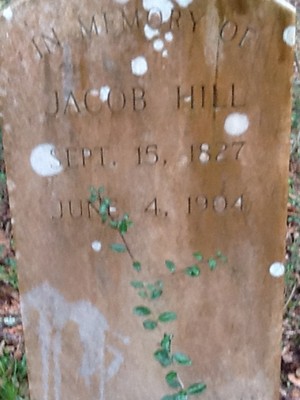 IN MEMORY OF
JACOB HILL
SEPT. 15, 1827
JUNE 4, 1904